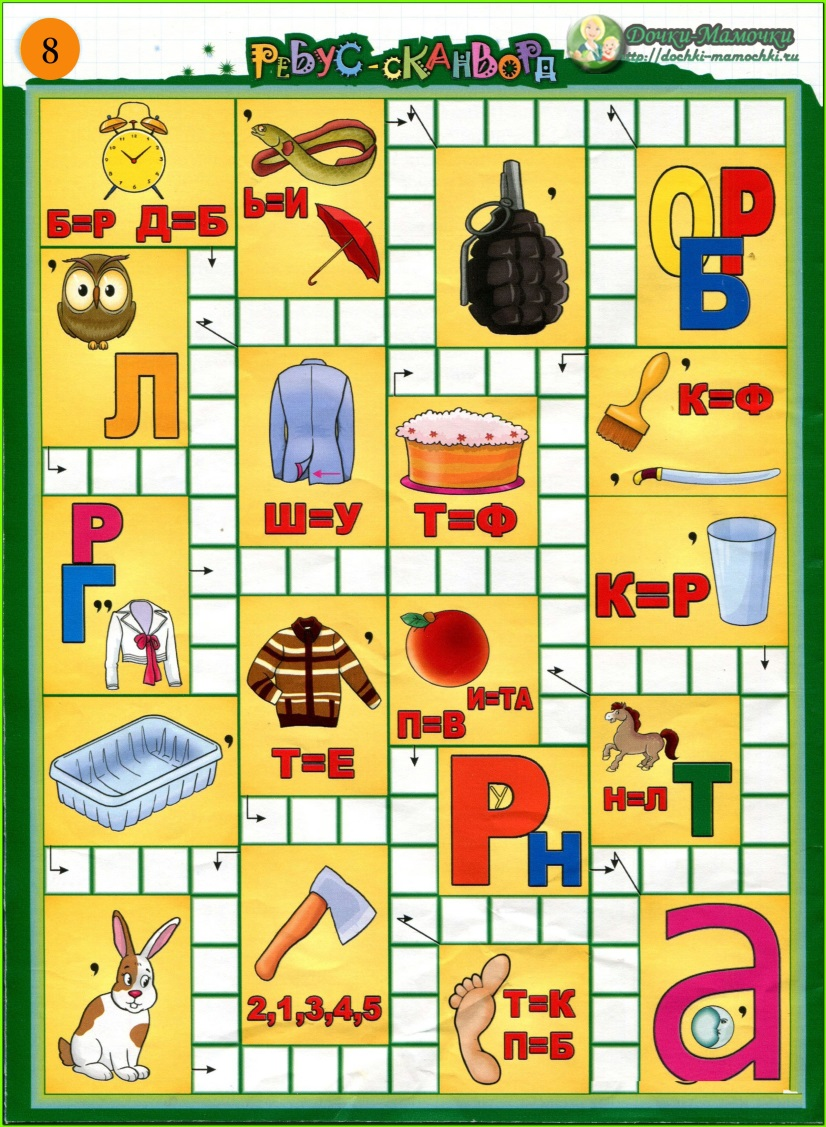 8
РЕБУС-СКАНВОРД
Дочки-Мамочки
http://dochki-mamochki.ru
Б=Р Д=Б
,
Ь=И
,
О Р
Б
,
Л
Ш=У
Т=Ф
,
К=Ф
,
Р
Г
,,
,
К=Р
,
Т=Е
П=В
И=ТА
Н=Л
Т
,
Р
У
Н
,
2,1,3,4,5
Т=К
П=Б
а
,